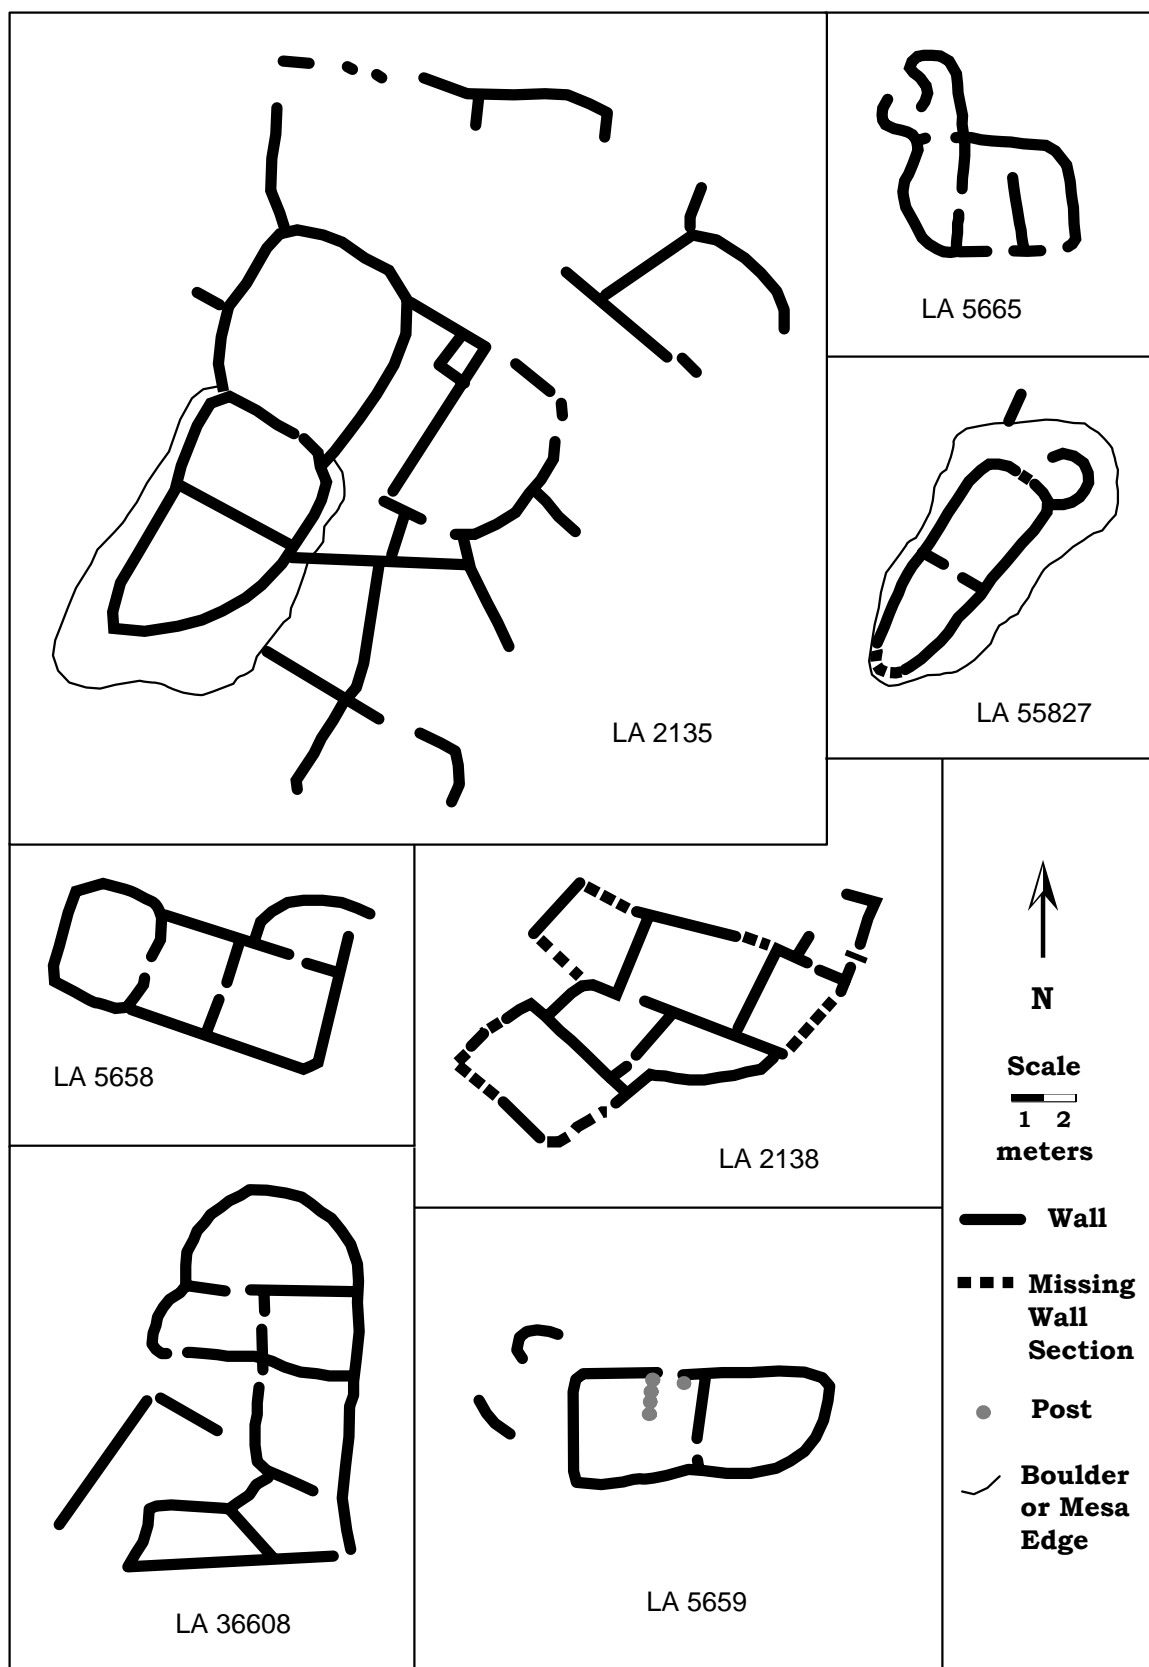 LA 5665
LA 55827
LA 2135
LA 5658
LA 2138
LA 36608
LA 5659
N
Scale
1 2
meters
Wall
Missing
Wall
Section
Post
Boulder
or Mesa
Edge